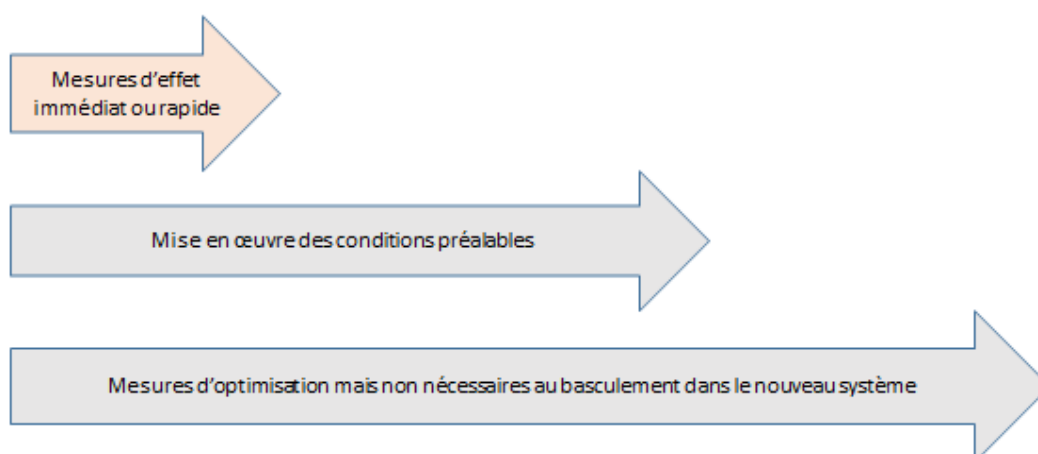 Mesures d'effet
immédiat ou rapide
Mise en œuvre des conditions préalables
Mesures d'optimisation mais non nécessaires au basculement dans le nouveau système